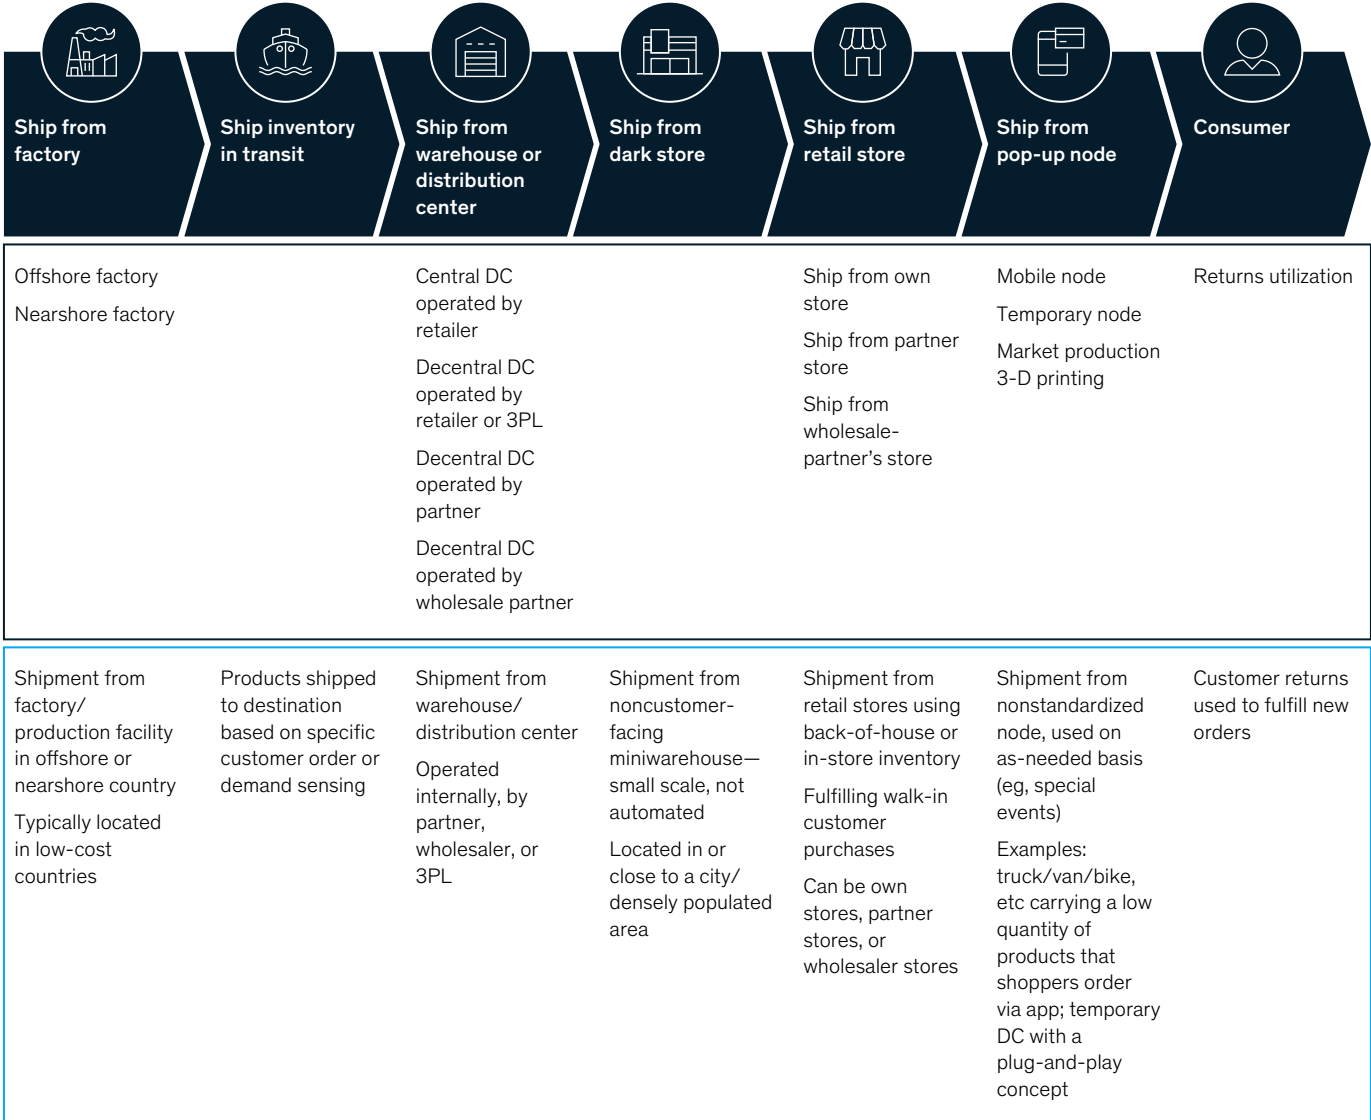 Ship from
factory
Ship inventory
in transit
Ship from
warehouse or
distribution
center
Ship from
dark store
Ship from
retail store
Ship from
pop-up node
Consumer
Offshore factory
Nearshore factory
Central DC
operated by
retailer
Decentral DC
operated by
retailer or 3PL
Decentral DC
operated by
partner
Decentral DC
operated by
wholesale partner
Ship from own
store
Ship from partner
store
Ship from
wholesale-
partner’s store
Mobile node
Temporary node
Market production
3-D printing
Returns utilization
Shipment from
factory/
production facility
in offshore or
nearshore country
Typically located
in low-cost
countries
Products shipped
to destination
based on specific
customer order or
demand sensing
Shipment from
warehouse/
distribution center
Operated
internally, by
partner,
wholesaler, or
3PL
Shipment from
noncustomer-
facing
miniwarehouse—
small scale, not
automated
Located in or
close to a city/
densely populated
area
Shipment from
retail stores using
back-of-house or
in-store inventory
Fulfilling walk-in
customer
purchases
Can be own
stores, partner
stores, or
wholesaler stores
Shipment from
nonstandardized
node, used on
as-needed basis
(eg, special
events)
Examples:
truck/van/bike,
etc carrying a low
quantity of
products that
shoppers order
via app; temporary
DC with a
plug-and-play
concept
Customer returns
used to fulfill new
orders